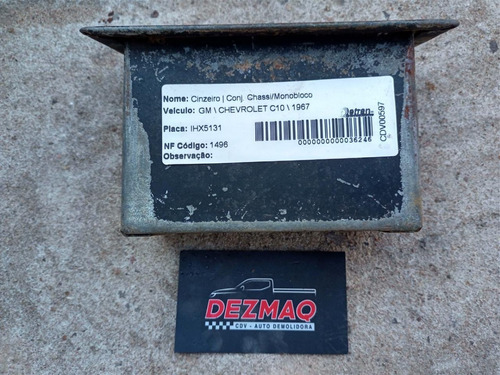 Nome: Cinzeiro | Conj. Chassi/Monobloco
Veículo: GM \ CHEVROLET C10 \ 1967
Placa: IHX5131
NF Código: 1496
Observação:
Detran
0000000000036246
CDV00597
DEZMAQ
CDV - AUTO DEMOLIDORA